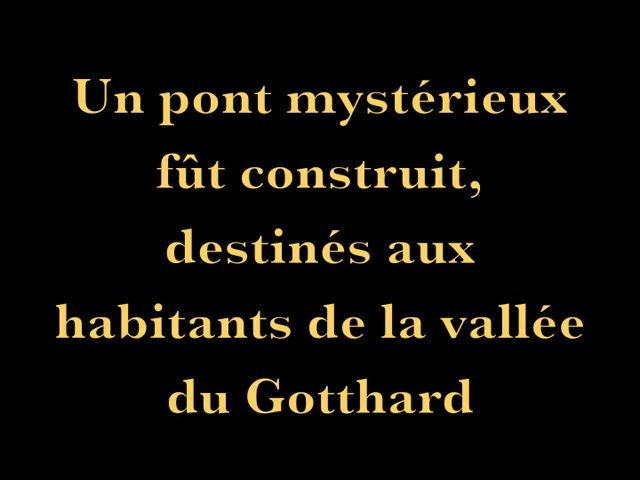 Un pont mystérieux
fût construit,
destinés aux
habitants de la vallée
du Gotthard